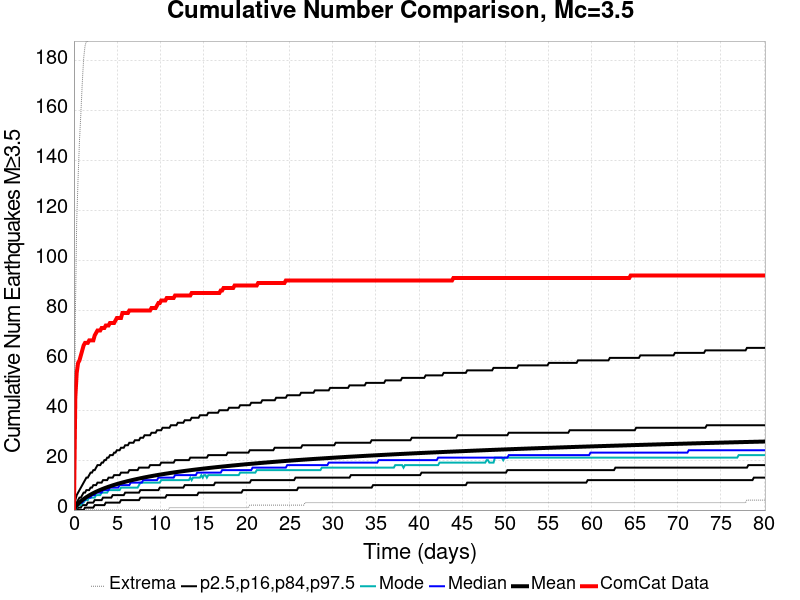 Cumulative Number Comparison, Mc=3.5
Cumulative Num Earthquakes M≥3.5
180
160
140
120
100
80
60
40
20
0
0 5 10 15 20 25 30 35 40 45 50 55 60 65 70 75 80
Time (days)
Extrema p2.5,p16,p84,p97.5 Mode Median Mean ComCat Data